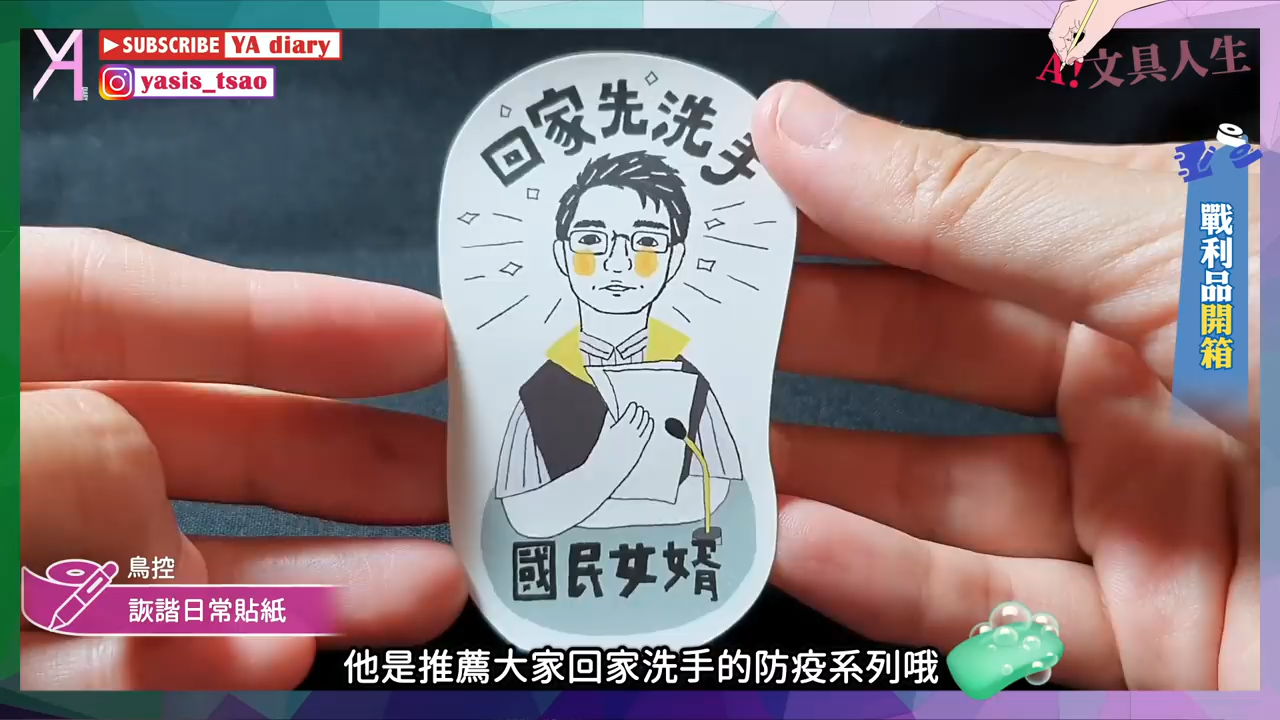 YA
DIARY
SUBSCRIBE YA diary
yasis_tsao
A!文具人生
戰利品開箱
回家先洗手
國民女婿
鳥控
詼諧日常貼紙
他是推薦大家回家洗手的防疫系列哦